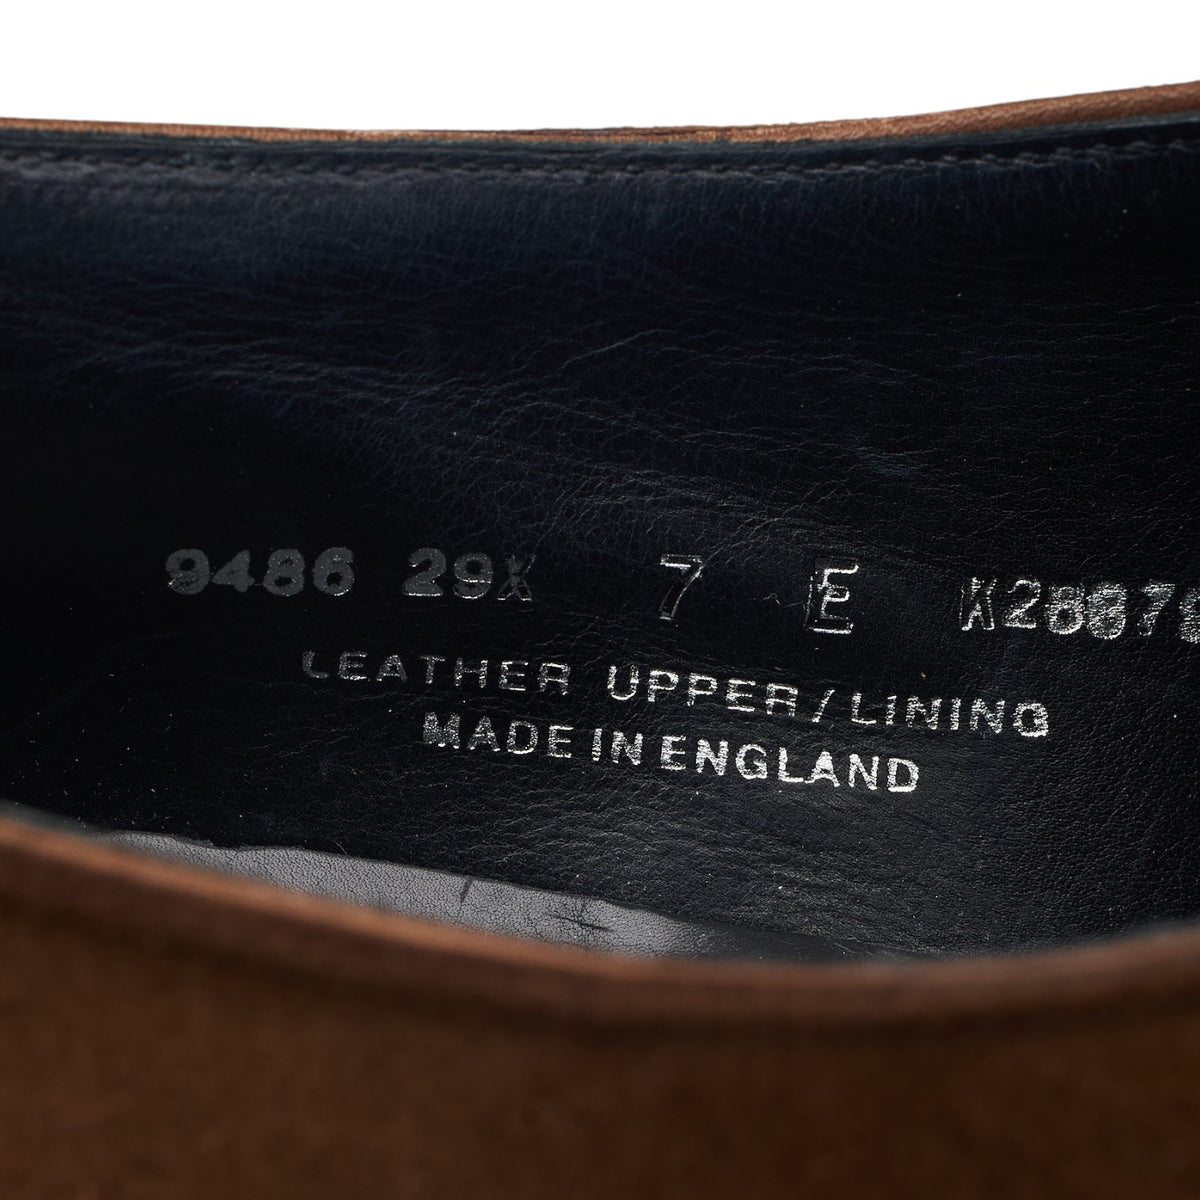 9486 29X 7 E
LEATHER UPPER/LINING
MADE IN ENGLAND